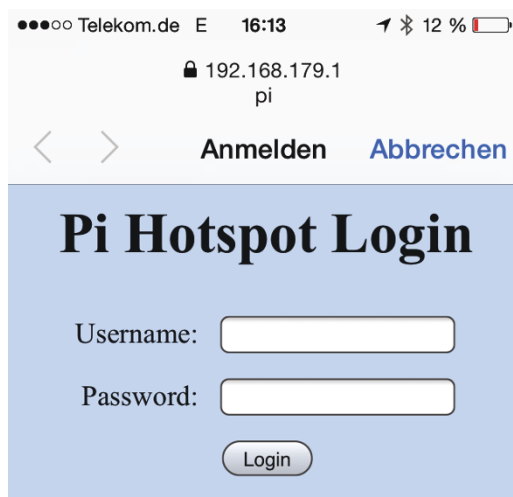 Telekom.de E 16:13 12 %
192.168.179.1
pi
Anmelden Abbrechen
Pi Hotspot Login
Username:
Password:
Login